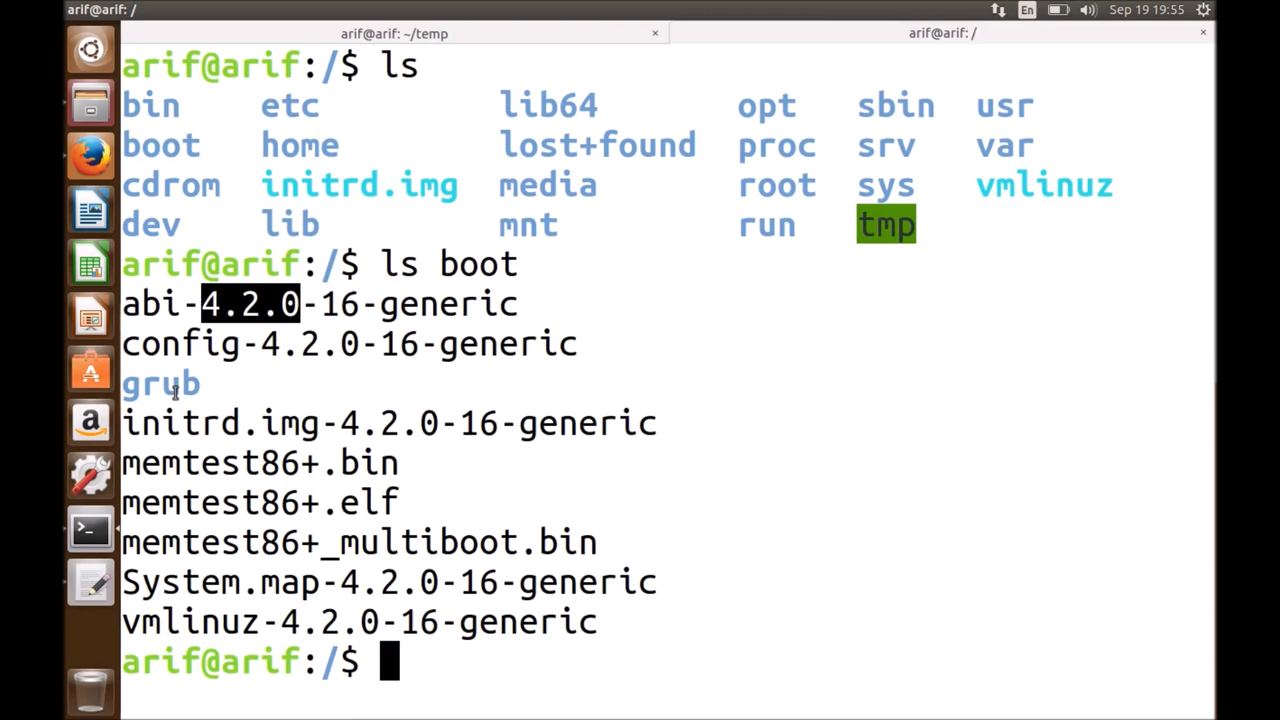 arif@arif: /
En
Sep 19 19:55
arif@arif: ~/temp × arif@arif: / ×
arif@arif:/$ ls
bin etc lib64 opt sbin usr
boot home lost+found proc srv var
cdrom initrd.img media root sys vmlinuz
dev lib mnt run tmp
arif@arif:/$ ls boot
abi-4.2.0-16-generic
config-4.2.0-16-generic
grub
initrd.img-4.2.0-16-generic
memtest86+.bin
memtest86+.elf
memtest86+_multiboot.bin
System.map-4.2.0-16-generic
vmlinuz-4.2.0-16-generic
arif@arif:/$